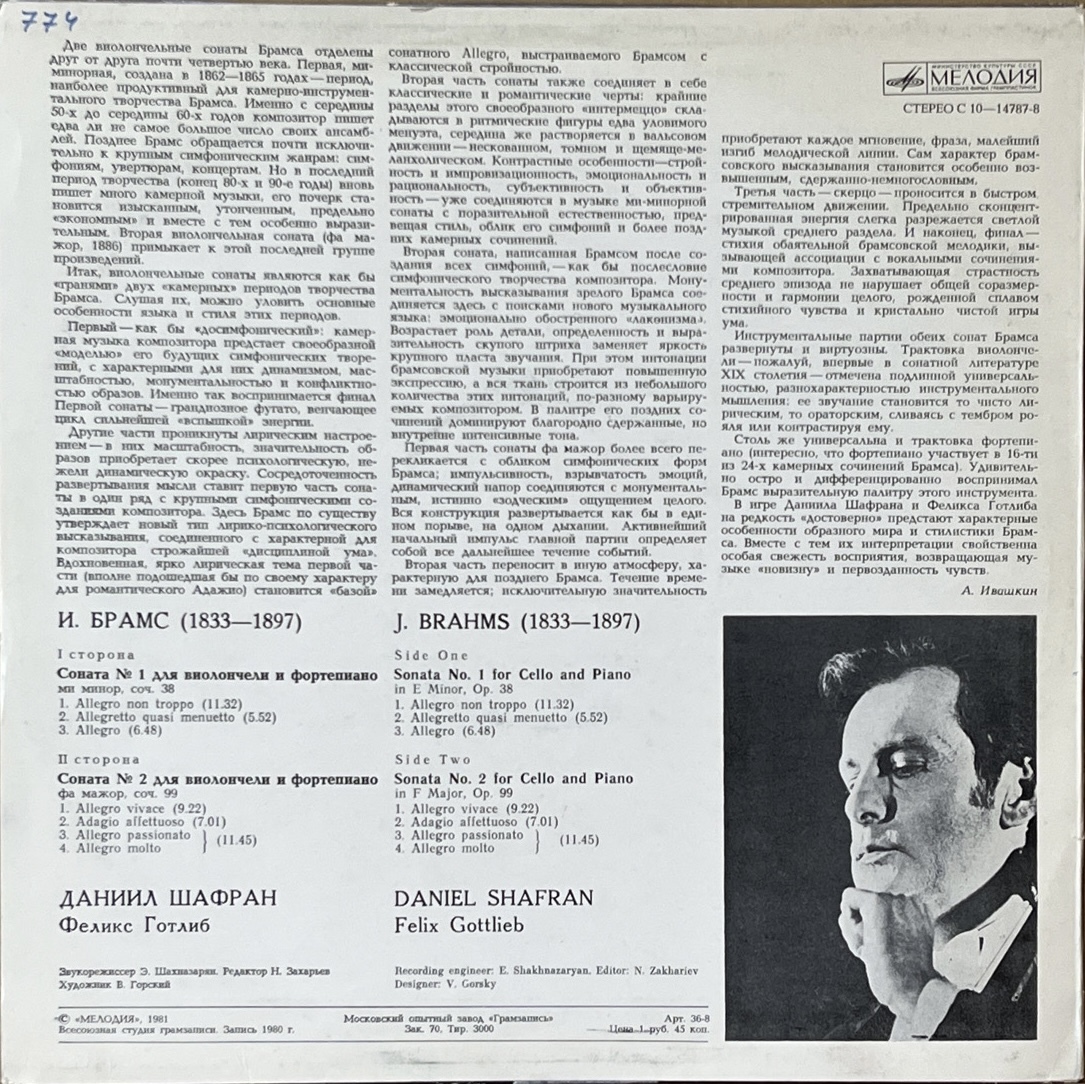 774
Две виолончельные сонаты Брамса отделены
друг от друга почти четвертью века. Первая, ми-
минорная, создана в 1862—1865 годах — период,
наиболее продуктивный для камерно-инструмен-
тального творчества Брамса. Именно с середины
50-х до середины 60-х годов композитор пишет
едва ли не самое большое число своих ансамб-
лей. Позднее Брамс обращается почти исключи-
тельно к крупным симфоническим жанрам: сим-
фониям, увертюрам, концертам. Но в последний
период творчества (конец 80-х и 90-е годы) вновь
пишет много камерной музыки, его почерк ста-
новится изысканным, утонченным, предельно
«экономным» и вместе с тем особенно вырази-
тельным. Вторая виолончельная соната (фа ма-
жор, 1886) примыкает к этой последней группе
произведений.
Итак, виолончельные сонаты являются как бы
«гранями» двух «камерных» периодов творчества
Брамса. Слушая их, можно уловить основные
особенности языка и стиля этих периодов.
Первый — как бы «досимфонический»: камер-
ная музыка композитора предстает своеобразной
«моделью» его будущих симфонических творе-
ний, с характерными для них динамизмом, мас-
штабностью, монументальностью и конфликтно-
стью образов. Именно так воспринимается финал
Первой сонаты — грандиозное фугато, венчающее
цикл сильнейшей «вспышкой» энергии.
Другие части проникнуты лирическим настрое-
нием — в них масштабность, значительность об-
разов приобретает скорее психологическую, не-
жели динамическую окраску. Сосредоточенность
развертывания мысли ставит первую часть сона-
ты в один ряд с крупными симфоническими со-
зданиями композитора. Здесь Брамс по существу
утверждает новый тип лирико-психологического
высказывания, соединенного с характерной для
композитора строжайшей «дисциплиной ума».
Вдохновенная, ярко лирическая тема первой ча-
сти (вполне подошедшая бы по своему характеру
для романтического Адажио) становится «базой»
сонатного Allegro, выстраиваемого Брамсом с
классической стройностью.
Вторая часть сонаты также соединяет в себе
классические и романтические черты: крайние
разделы этого своеобразного «интермеццо» скла-
дываются в ритмические фигуры едва уловимого
менуэта, середина же растворяется в вальсовом
движении — нескованном, томном и щемяще-ме-
ланхолическом. Контрастные особенности — строй-
ность и импровизационность, эмоциональность и
рациональность, субъективность и объектив-
ность — уже соединяются в музыке ми-минорной
сонаты с поразительной естественностью, пред-
вещая стиль, облик его симфоний и более позд-
них камерных сочинений.
Вторая соната, написанная Брамсом после со-
здания всех симфоний, — как бы послесловие
симфонического творчества композитора. Мону-
ментальность высказывания зрелого Брамса сое-
диняется здесь с поисками нового музыкального
языка: эмоционально обостренного «лаконизма».
Возрастает роль детали, определенность и выра-
зительность скупого штриха заменяет яркость
крупного пласта звучания. При этом интонации
брамсовской музыки приобретают повышенную
экспрессию, а вся ткань строится из небольшого
количества этих интонаций, по-разному варьиру-
емых композитором. В палитре его поздних со-
чинений доминируют благородно сдержанные, но
внутренне интенсивные тона.
Первая часть сонаты фа мажор более всего пе-
рекликается с обликом симфонических форм
Брамса; импульсивность, взрывчатость эмоций,
динамический напор соединяются с монументаль-
ным, истинно «зодческим» ощущением целого.
Вся конструкция развертывается как бы в еди-
ном порыве, на одном дыхании. Активнейший
начальный импульс главной партии определяет
собой все дальнейшее течение событий.
Вторая часть переносит в иную атмосферу, ха-
рактерную для позднего Брамса. Течение време-
ни замедляется; исключительную значительность
МИНИСТЕРСТВО КУЛЬТУРЫ СССР
МЕЛОДИЯ
ВСЕСОЮЗНАЯ ФИРМА ГРАМПЛАСТИНОК
СТЕРЕО С 10—14787-8
приобретают каждое мгновение, фраза, малейший
изгиб мелодической линии. Сам характер брам-
совского высказывания становится особенно воз-
вышенным, сдержанно-немногословным.
Третья часть — скерцо — проносится в быстром,
стремительном движении. Предельно сконцент-
рированная энергия слегка разрежается светлой
музыкой среднего раздела. И наконец, финал —
стихия обаятельной брамсовской мелодики, вы-
зывающей ассоциации с вокальными сочинения-
ми композитора. Захватывающая страстность
среднего эпизода не нарушает общей соразмер-
ности и гармонии целого, рожденной сплавом
стихийного чувства и кристально чистой игры
ума.
Инструментальные партии обеих сонат Брамса
развернуты и виртуозны. Трактовка виолонче-
ли — пожалуй, впервые в сонатной литературе
XIX столетия — отмечена подлинной универсаль-
ностью, разнохарактерностью инструментального
мышления: ее звучание становится то чисто ли-
рическим, то ораторским, сливаясь с тембром ро-
яля или контрастируя ему.
Столь же универсальна и трактовка фортепи-
ано (интересно, что фортепиано участвует в 16-ти
из 24-х камерных сочинений Брамса). Удивитель-
но остро и дифференцированно воспринимал
Брамс выразительную палитру этого инструмента.
В игре Даниила Шафрана и Феликса Готлиба
на редкость «достоверно» предстают характерные
особенности образного мира и стилистики Брам-
са. Вместе с тем их интерпретации свойственна
особая свежесть восприятия, возвращающая му-
зыке «новизну» и первозданность чувств.
А. Ивашкин
И. БРАМС (1833—1897)
I сторона
Соната № 1 для виолончели и фортепиано
ми минор, соч. 38
1. Allegro non troppo (11.32)
2. Allegretto quasi menuetto (5.52)
3. Allegro (6.48)
II сторона
Соната № 2 для виолончели и фортепиано
фа мажор, соч. 99
1. Allegro vivace (9.22)
2. Adagio affettuoso (7.01)
3. Allegro passionato
4. Allegro molto
(11.45)
ДАНИИЛ ШАФРАН
Феликс Готлиб
Звукорежиссер Э. Шахназарян. Редактор Н. Захарьев
Художник В. Горский
J. BRAHMS (1833—1897)
Side One
Sonata No. 1 for Cello and Piano
in E Minor, Op. 38
1. Allegro non troppo (11.32)
2. Allegretto quasi menuetto (5.52)
3. Allegro (6.48)
Side Two
Sonata No. 2 for Cello and Piano
in F Major, Op. 99
1. Allegro vivace (9.22)
2. Adagio affettuoso (7.01)
3. Allegro passionato
4. Allegro molto
(11.45)
DANIEL SHAFRAN
Felix Gottlieb
Recording engineer: E. Shakhnazaryan. Editor: N. Zakhariev
Designer: V. Gorsky
© «МЕЛОДИЯ», 1981
Всесоюзная студия грамзаписи. Запись 1980 г.
Московский опытный завод «Грамзапись»
Зак. 70, Тир. 3000
Арт. 36-8
Цена 1 руб. 45 коп.